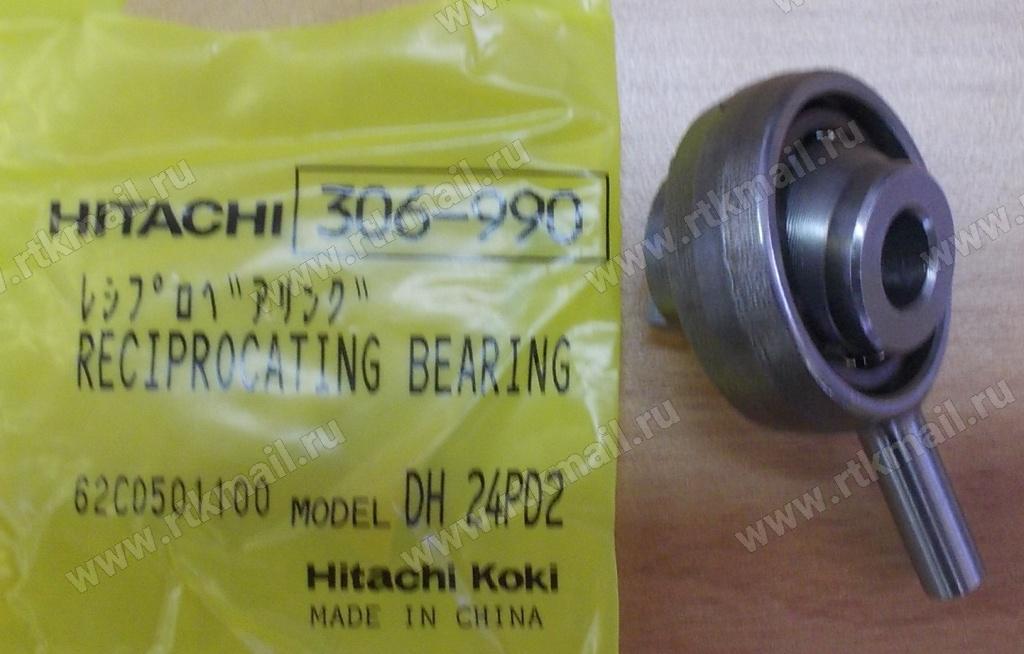 HITACHI 306-990
レシプロベアリング
RECIPROCATING BEARING
62C0501100 MODEL DH 24PD2
Hitachi Koki
MADE IN CHINA
www.rtkmail.ru